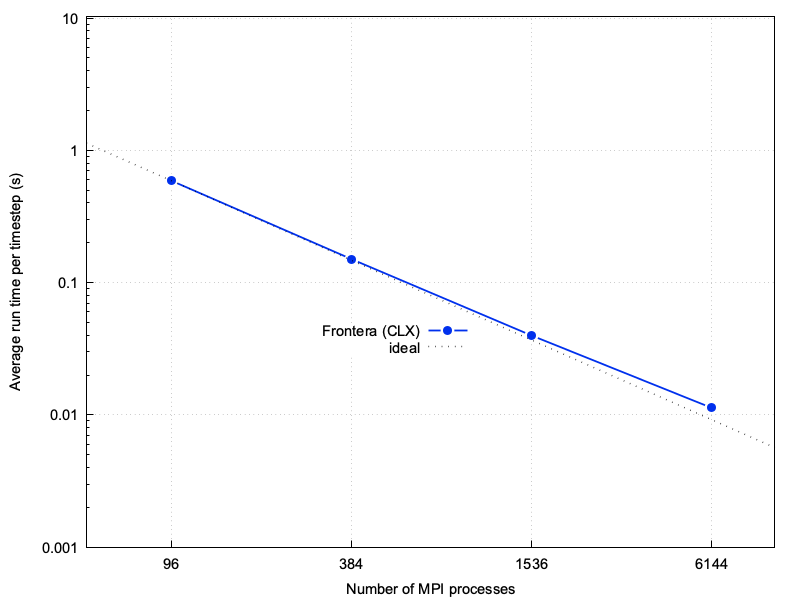 10
1
0.1
0.01
0.001
Average run time per timestep (s)
Frontera (CLX)
ideal
96 384 1536 6144
Number of MPI processes